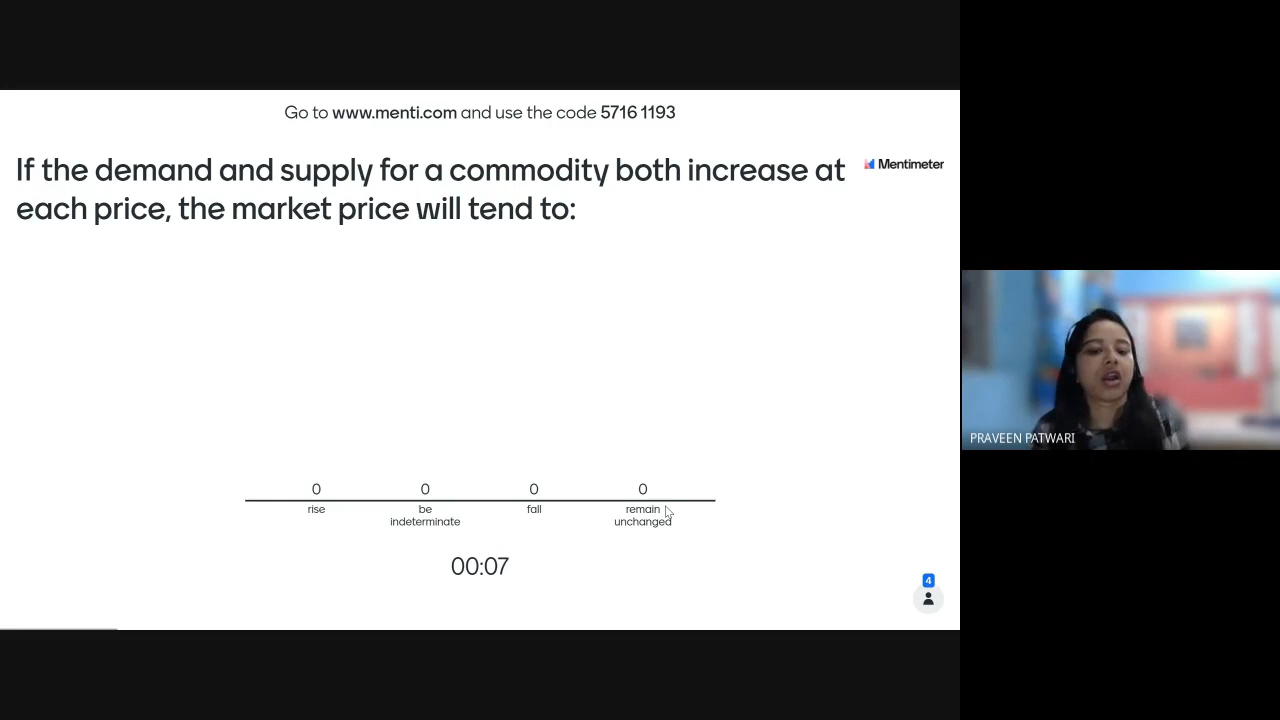 Go to www.menti.com and use the code 5716 1193
If the demand and supply for a commodity both increase at
each price, the market price will tend to:
Mentimeter
0 0 0 0
rise be indeterminate fall remain unchanged
00:07
4
PRAVEEN PATWARI